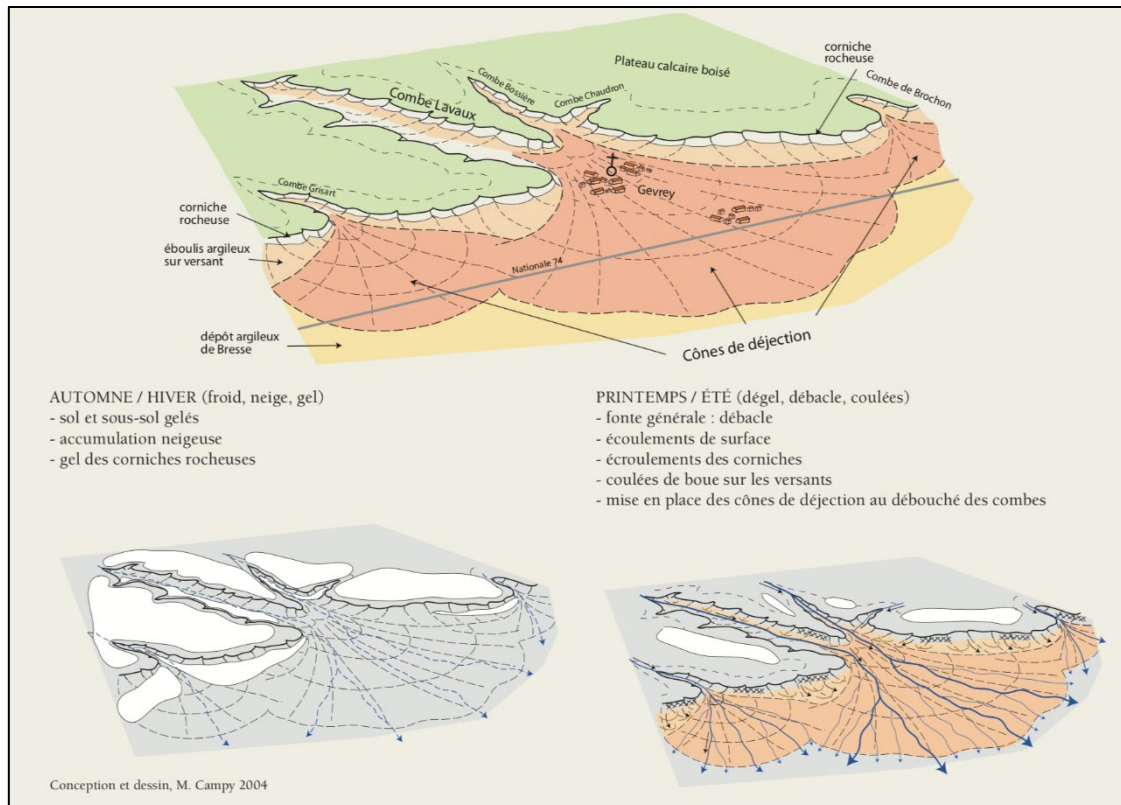 Plateau calcaire boisé
corniche
rocheuse
Combe de Brochon
Combe Bossière
Combe Chaudron
Combe Lavaux
Gevrey
Combe Grisart
corniche
rocheuse
éboulis argileux
sur versant
Nationale 74
dépôt argileux
de Bresse
Cônes de déjection
AUTOMNE / HIVER (froid, neige, gel)
- sol et sous-sol gelés
- accumulation neigeuse
- gel des corniches rocheuses
PRINTEMPS / ÉTÉ (dégel, débacle, coulées)
- fonte générale : débacle
- écoulements de surface
- écroulements des corniches
- coulées de boue sur les versants
- mise en place des cônes de déjection au débouché des combes
Conception et dessin, M. Campy 2004